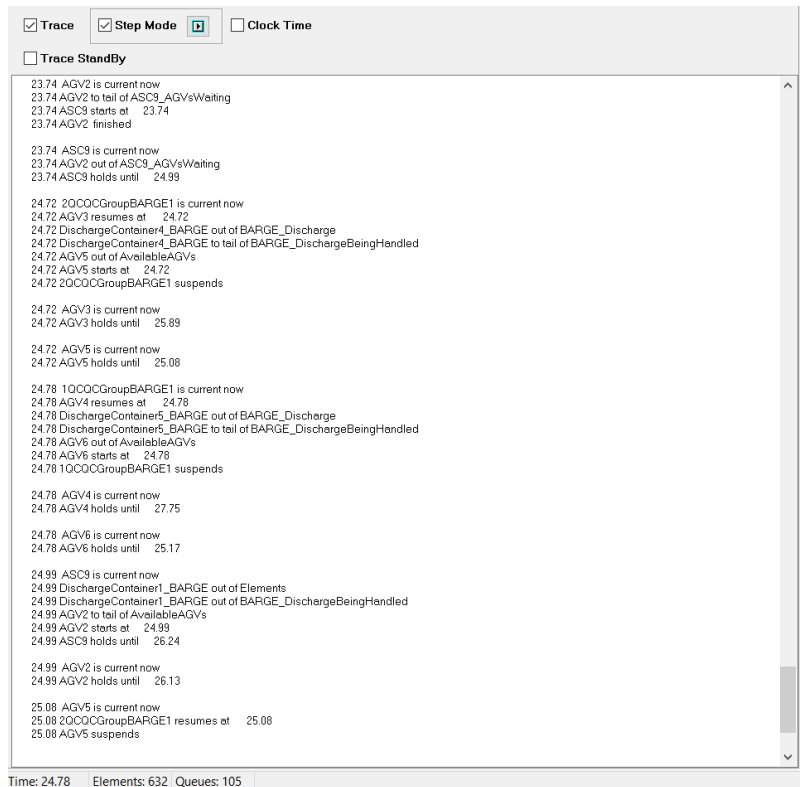 Trace Step Mode Clock Time
Trace StandBy
23.74 AGV2 is current now
23.74 AGV2 to tail of ASC9_AGVsWaiting
23.74 ASC9 starts at 23.74
23.74 AGV2 finished
23.74 ASC9 is current now
23.74 AGV2 out of ASC9_AGVsWaiting
23.74 ASC9 holds until 24.99
24.72 2QCQCGroupBARGE1 is current now
24.72 AGV3 resumes at 24.72
24.72 DischargeContainer4_BARGE out of BARGE_Discharge
24.72 DischargeContainer4_BARGE to tail of BARGE_DischargeBeingHandled
24.72 AGV5 out of AvailableAGVs
24.72 AGV5 starts at 24.72
24.72 2QCQCGroupBARGE1 suspends
24.72 AGV3 is current now
24.72 AGV3 holds until 25.89
24.72 AGV5 is current now
24.72 AGV5 holds until 25.08
24.78 1QCQCGroupBARGE1 is current now
24.78 AGV4 resumes at 24.78
24.78 DischargeContainer5_BARGE out of BARGE_Discharge
24.78 DischargeContainer5_BARGE to tail of BARGE_DischargeBeingHandled
24.78 AGV6 out of AvailableAGVs
24.78 AGV6 starts at 24.78
24.78 1QCQCGroupBARGE1 suspends
24.78 AGV4 is current now
24.78 AGV4 holds until 27.75
24.78 AGV6 is current now
24.78 AGV6 holds until 25.17
24.99 ASC9 is current now
24.99 DischargeContainer1_BARGE out of Elements
24.99 DischargeContainer1_BARGE out of BARGE_DischargeBeingHandled
24.99 AGV2 to tail of AvailableAGVs
24.99 AGV2 starts at 24.99
24.99 ASC9 holds until 26.24
24.99 AGV2 is current now
24.99 AGV2 holds until 26.13
25.08 AGV5 is current now
25.08 2QCQCGroupBARGE1 resumes at 25.08
25.08 AGV5 suspends
Time: 24.78 Elements: 632 Queues: 105